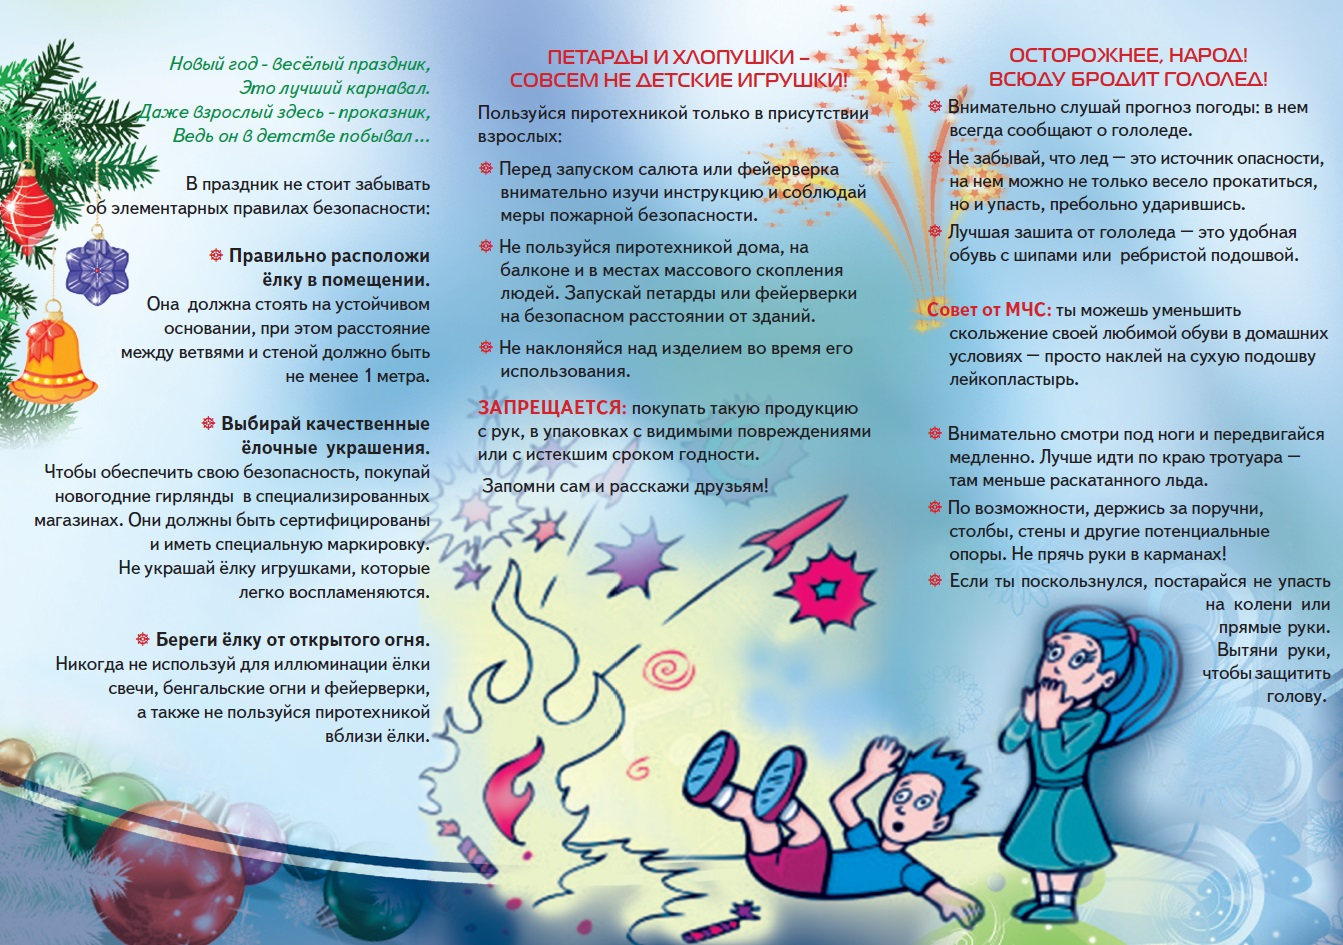 Новый год - весёлый праздник,
Это лучший карнавал.
Даже взрослый здесь - проказник,
Ведь он в детстве побывал ...
В праздник не стоит забывать
об элементарных правилах безопасности:
Правильно расположи
ёлку в помещении.
Она должна стоять на устойчивом
основании, при этом расстояние
между ветвями и стеной должно быть
не менее 1 метра.
Выбирай качественные
ёлочные украшения.
Чтобы обеспечить свою безопасность, покупай
новогодние гирлянды в специализированных
магазинах. Они должны быть сертифицированы
и иметь специальную маркировку.
Не украшай ёлку игрушками, которые
легко воспламеняются.
Береги ёлку от открытого огня.
Никогда не используй для иллюминации ёлки
свечи, бенгальские огни и фейерверки,
а также не пользуйся пиротехникой
вблизи ёлки.
ПЕТАРДЫ И ХЛОПУШКИ –
СОВСЕМ НЕ ДЕТСКИЕ ИГРУШКИ!
Пользуйся пиротехникой только в присутствии
взрослых:
Перед запуском салюта или фейерверка
внимательно изучи инструкцию и соблюдай
меры пожарной безопасности.
Не пользуйся пиротехникой дома, на
балконе и в местах массового скопления
людей. Запускай петарды или фейерверки
на безопасном расстоянии от зданий.
Не наклоняйся над изделием во время его
использования.
ЗАПРЕЩАЕТСЯ: покупать такую продукцию
с рук, в упаковках с видимыми повреждениями
или с истекшим сроком годности.
Запомни сам и расскажи друзьям!
ОСТОРОЖНЕЕ, НАРОД!
ВСЮДУ БРОДИТ ГОЛОЛЕД!
Внимательно слушай прогноз погоды: в нем
всегда сообщают о гололеде.
Не забывай, что лед — это источник опасности,
на нем можно не только весело прокатиться,
но и упасть, пребольно ударившись.
Лучшая зашита от гололеда — это удобная
обувь с шипами или ребристой подошвой.
Совет от МЧС: ты можешь уменьшить
скольжение своей любимой обуви в домашних
условиях — просто наклей на сухую подошву
лейкопластырь.
Внимательно смотри под ноги и передвигайся
медленно. Лучше идти по краю тротуара —
там меньше раскатанного льда.
По возможности, держись за поручни,
столбы, стены и другие потенциальные
опоры. Не прячь руки в карманах!
Если ты поскользнулся, постарайся не упасть
на колени или
прямые руки.
Вытяни руки,
чтобы защитить
голову.